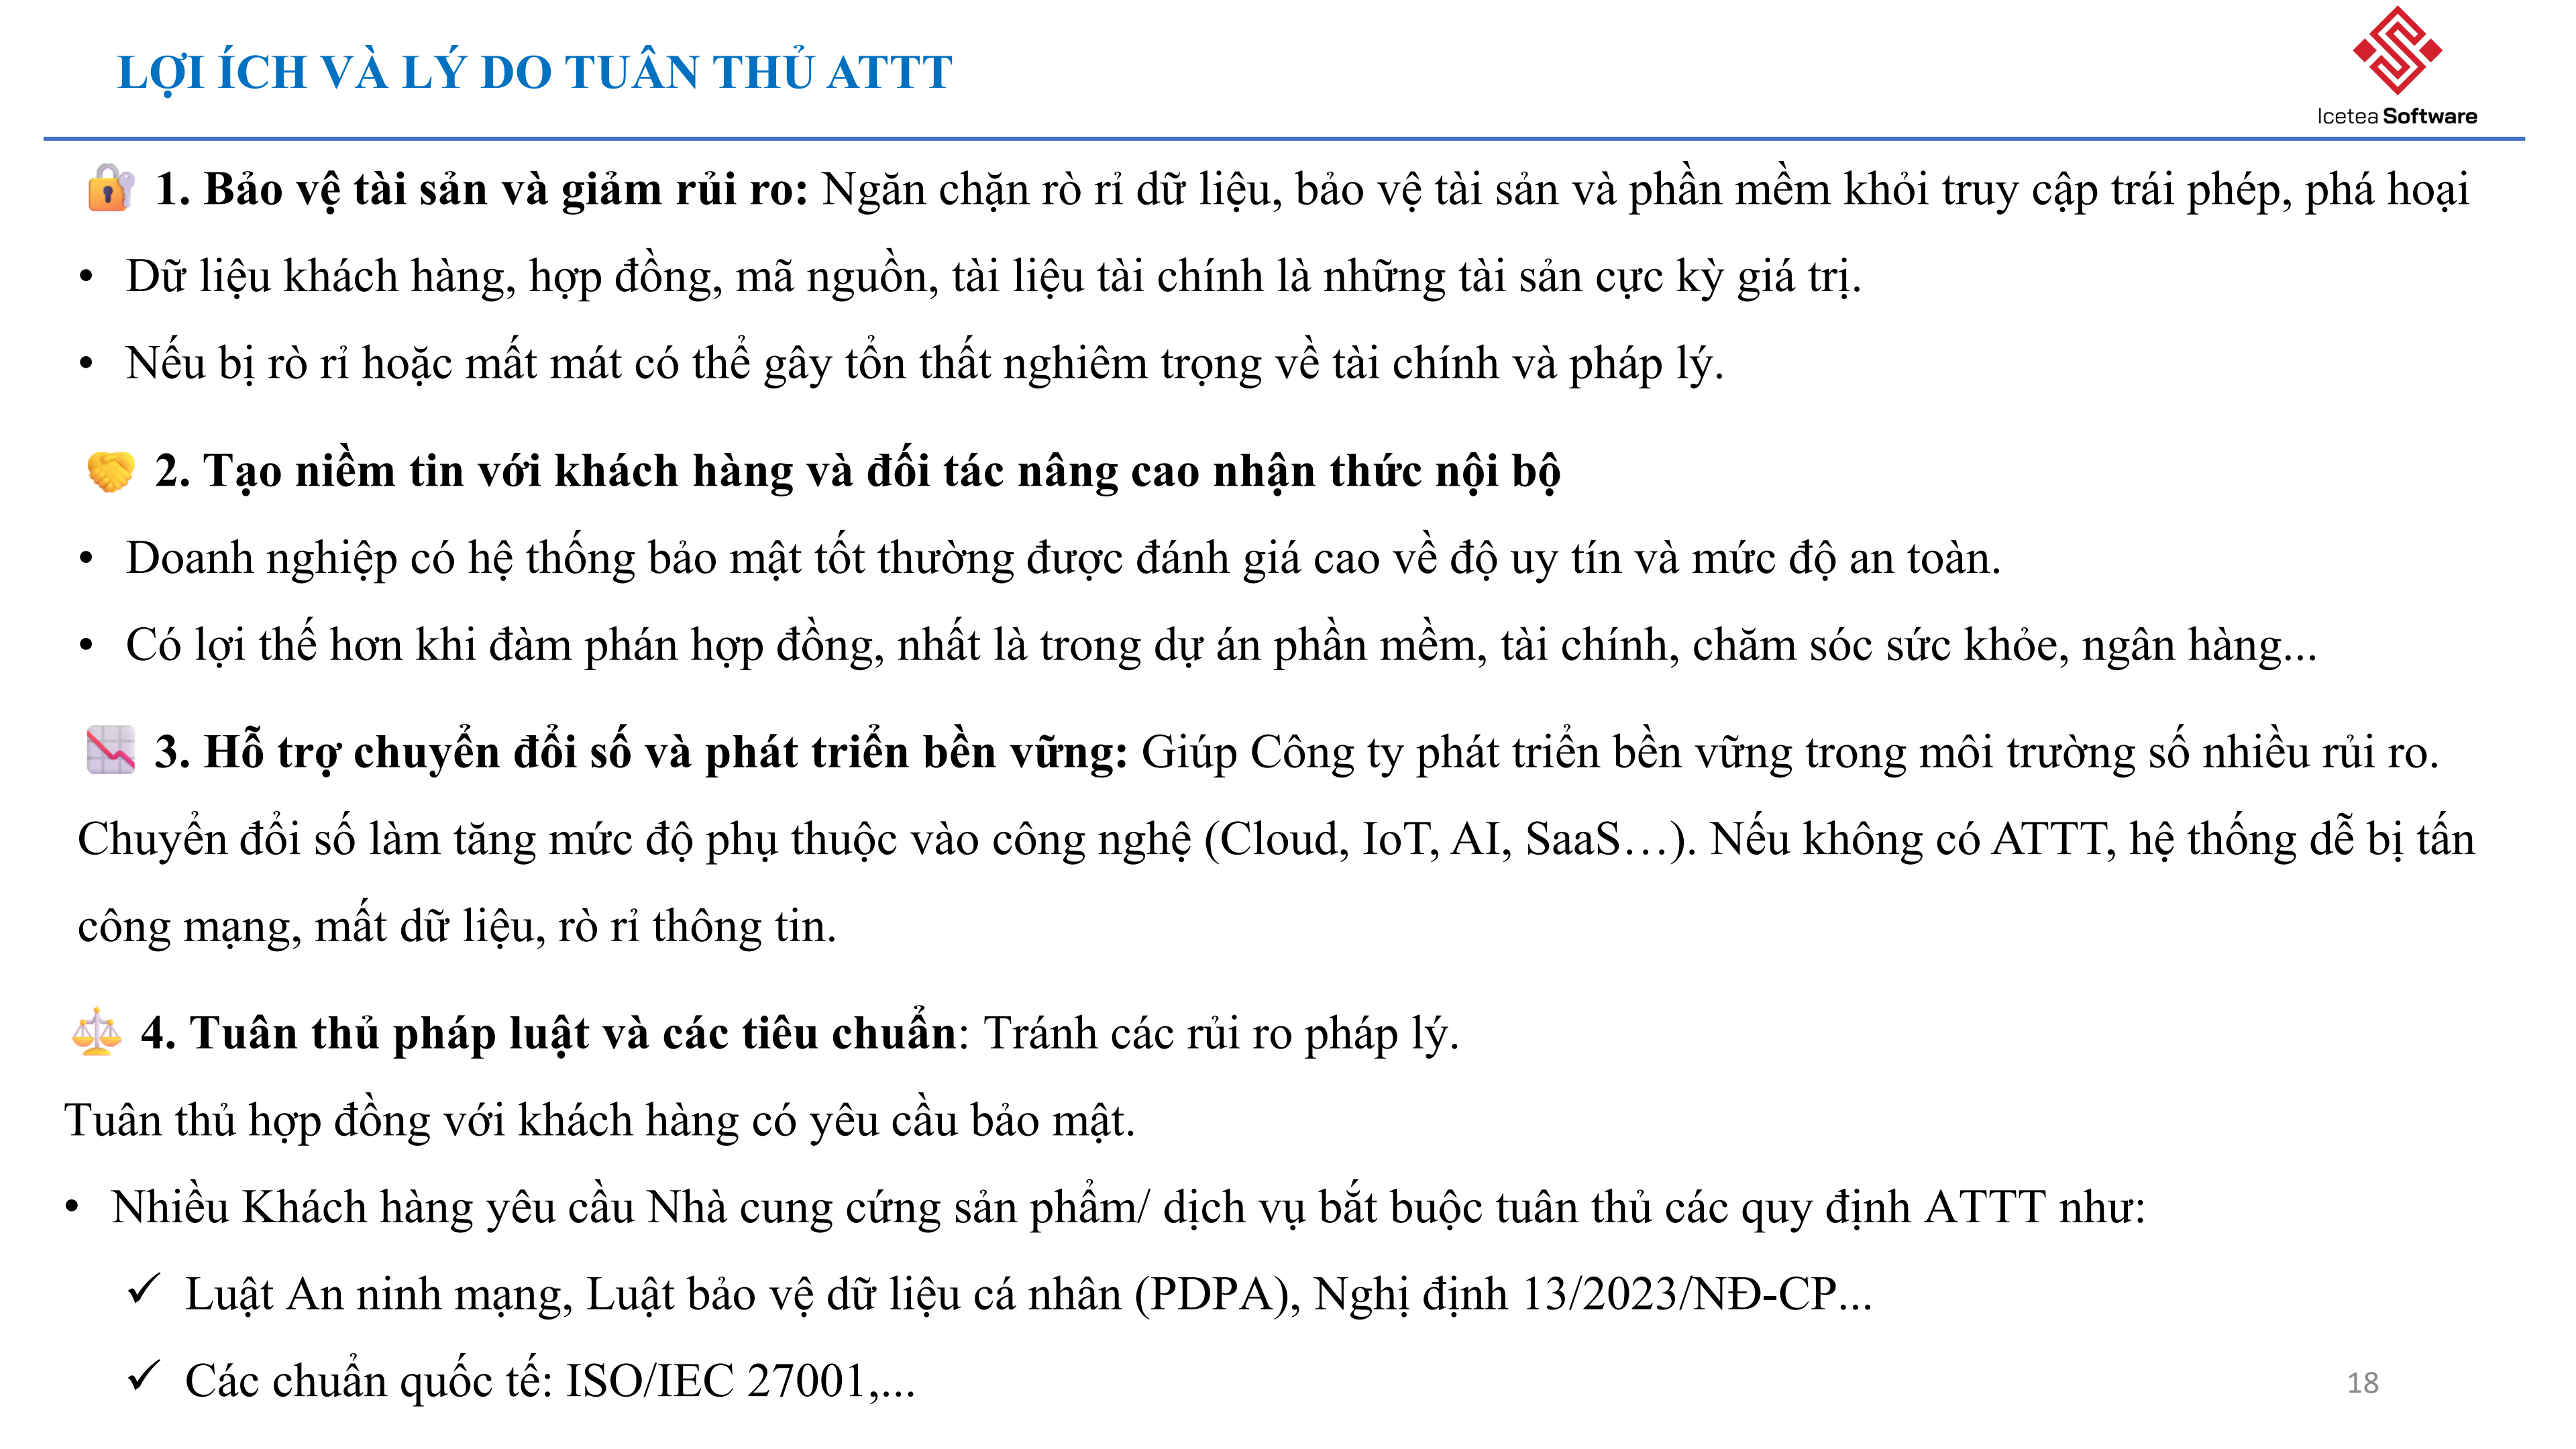 LỢI ÍCH VÀ LÝ DO TUÂN THỦ ATTT
Icetea Software
🔐 1. Bảo vệ tài sản và giảm rủi ro: Ngăn chặn rò rỉ dữ liệu, bảo vệ tài sản và phần mềm khỏi truy cập trái phép, phá hoại
• Dữ liệu khách hàng, hợp đồng, mã nguồn, tài liệu tài chính là những tài sản cực kỳ giá trị.
• Nếu bị rò rỉ hoặc mất mát có thể gây tổn thất nghiêm trọng về tài chính và pháp lý.
🤝 2. Tạo niềm tin với khách hàng và đối tác nâng cao nhận thức nội bộ
• Doanh nghiệp có hệ thống bảo mật tốt thường được đánh giá cao về độ uy tín và mức độ an toàn.
• Có lợi thế hơn khi đàm phán hợp đồng, nhất là trong dự án phần mềm, tài chính, chăm sóc sức khỏe, ngân hàng...
📉 3. Hỗ trợ chuyển đổi số và phát triển bền vững: Giúp Công ty phát triển bền vững trong môi trường số nhiều rủi ro.
Chuyển đổi số làm tăng mức độ phụ thuộc vào công nghệ (Cloud, IoT, AI, SaaS…). Nếu không có ATTT, hệ thống dễ bị tấn
công mạng, mất dữ liệu, rò rỉ thông tin.
⚖️ 4. Tuân thủ pháp luật và các tiêu chuẩn: Tránh các rủi ro pháp lý.
Tuân thủ hợp đồng với khách hàng có yêu cầu bảo mật.
• Nhiều Khách hàng yêu cầu Nhà cung cứng sản phẩm/ dịch vụ bắt buộc tuân thủ các quy định ATTT như:
✓ Luật An ninh mạng, Luật bảo vệ dữ liệu cá nhân (PDPA), Nghị định 13/2023/NĐ-CP...
✓ Các chuẩn quốc tế: ISO/IEC 27001,...
18